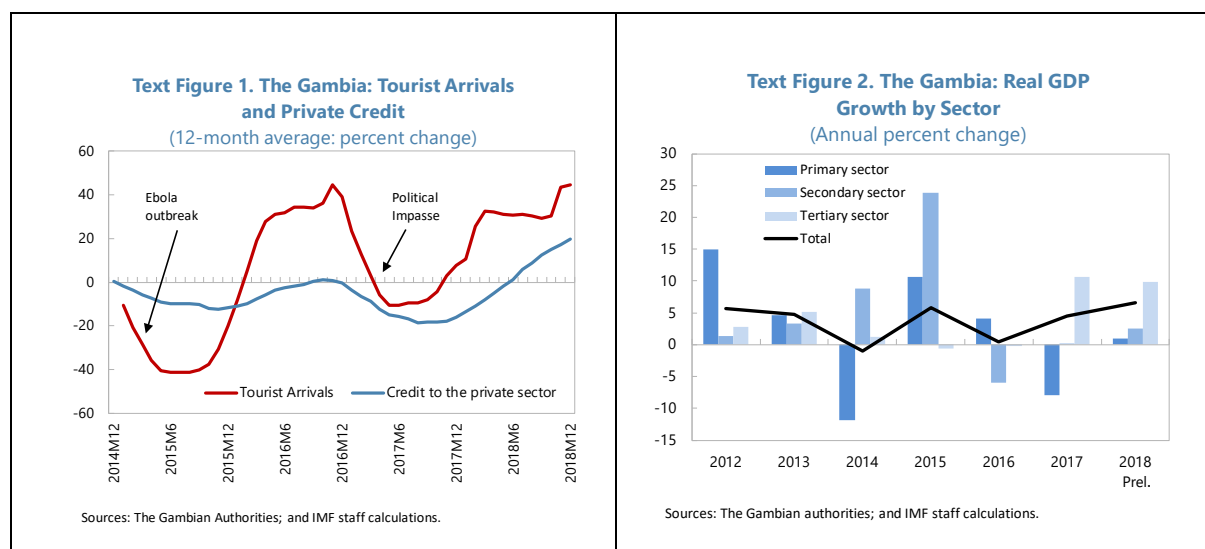 Text Figure 1. The Gambia: Tourist Arrivals
and Private Credit
(12-month average: percent change)
60
40
20
0
-20
-40
-60
Ebola
outbreak
Political
Impasse
Tourist Arrivals
Credit to the private sector
2014M12
2015M6
2015M12
2016M6
2016M12
2017M6
2017M12
2018M6
2018M12
Sources: The Gambian Authorities; and IMF staff calculations.
Text Figure 2. The Gambia: Real GDP
Growth by Sector
(Annual percent change)
30
25
20
15
10
5
0
-5
-10
-15
Primary sector
Secondary sector
Tertiary sector
Total
2012
2013
2014
2015
2016
2017
2018
Prel.
Sources: The Gambian authorities; and IMF staff calculations.